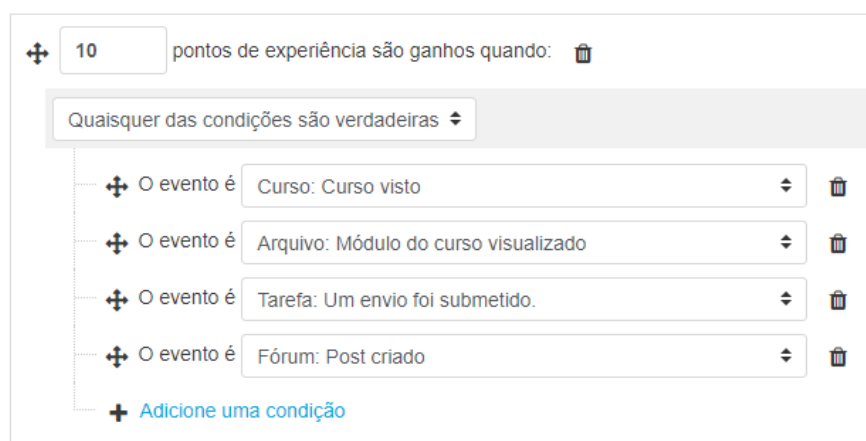 10 pontos de experiência são ganhos quando:
Quaisquer das condições são verdadeiras
O evento é Curso: Curso visto
O evento é Arquivo: Módulo do curso visualizado
O evento é Tarefa: Um envio foi submetido.
O evento é Fórum: Post criado
Adicione uma condição